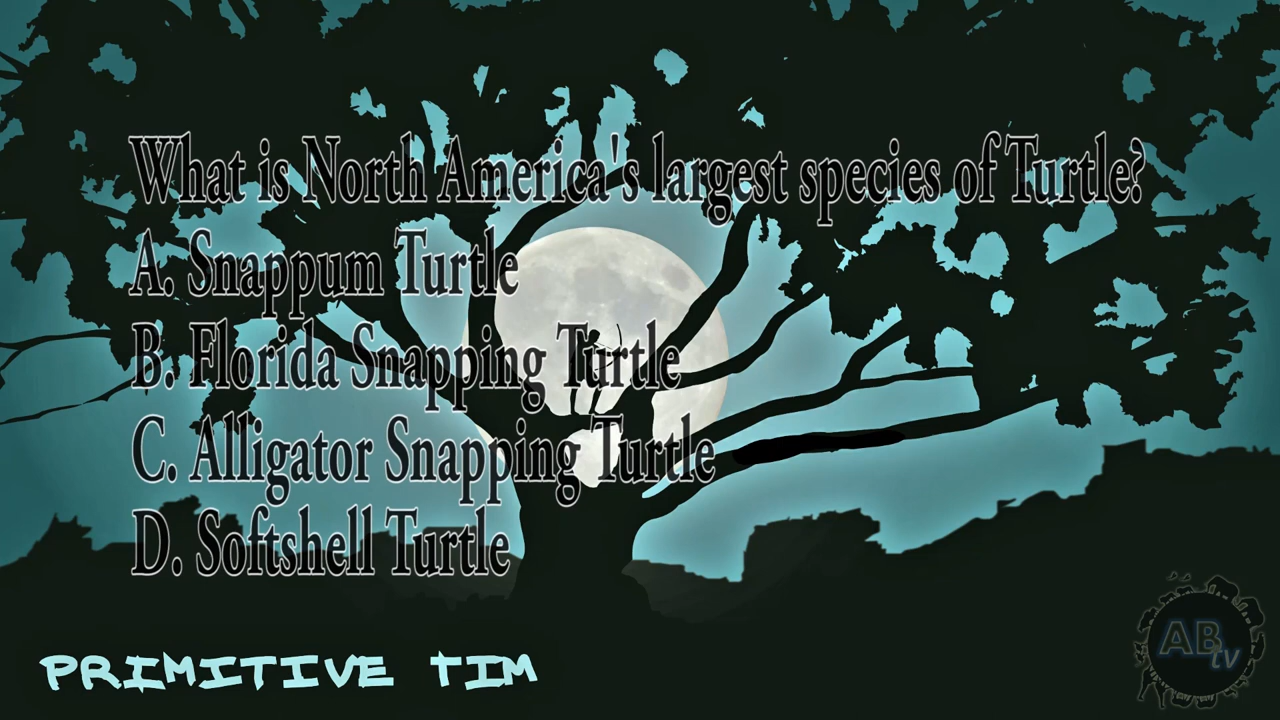 What is North America's largest species of Turtle?
A. Snappum Turtle
B. Florida Snapping Turtle
C. Alligator Snapping Turtle
D. Softshell Turtle
PRIMITIVE TIM
ABtv